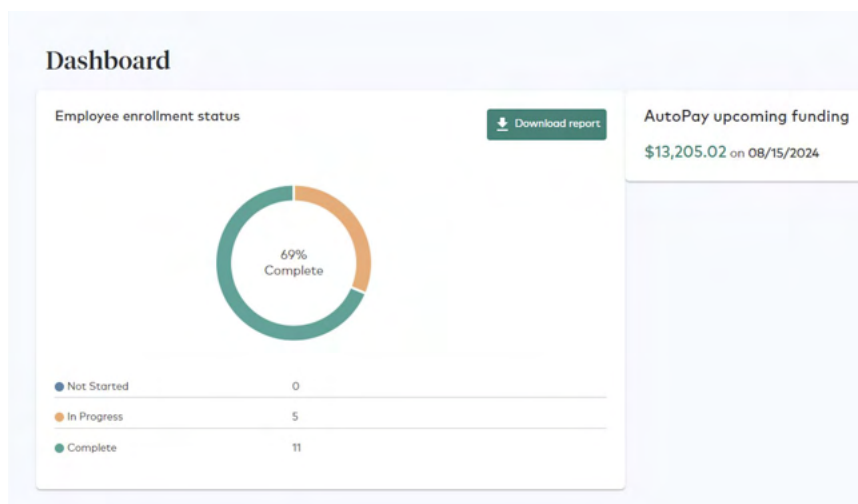 Dashboard
Employee enrollment status
Download report
AutoPay upcoming funding
$13,205.02 on 08/15/2024
69%
Complete
Not Started 0
In Progress 5
Complete 11